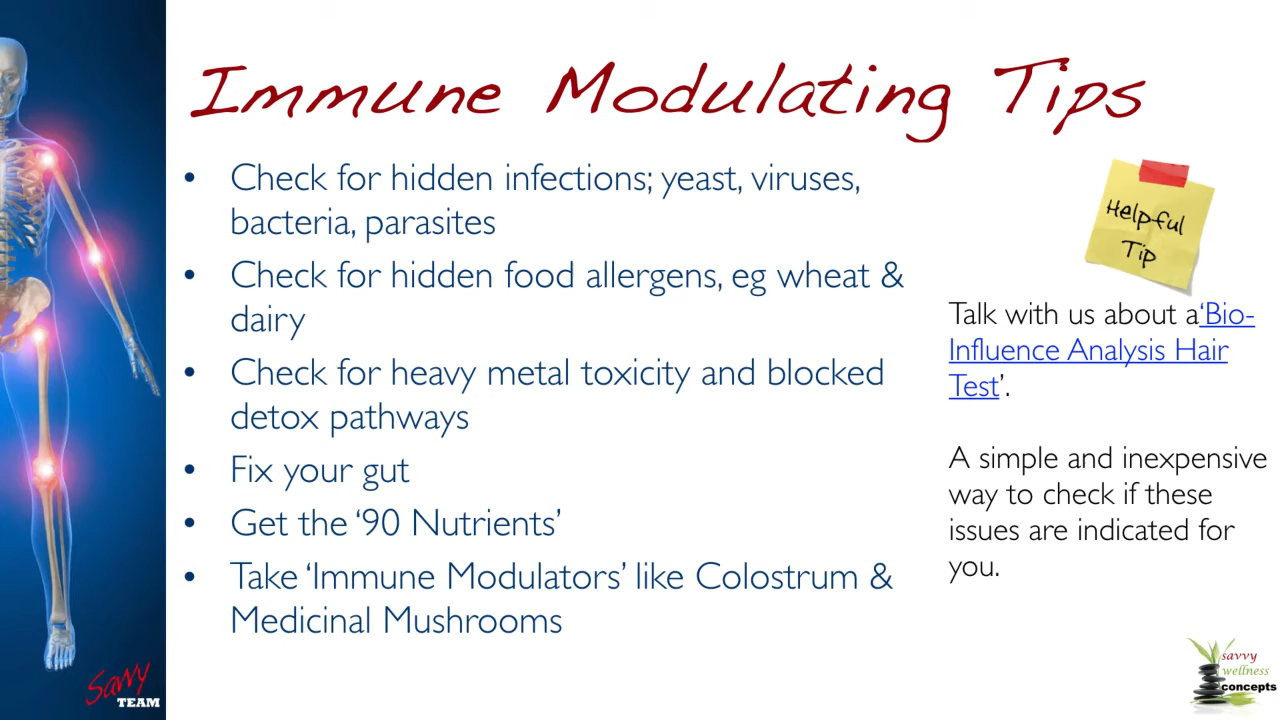 Immune Modulating Tips
• Check for hidden infections; yeast, viruses,
bacteria, parasites
• Check for hidden food allergens, eg wheat &
dairy
• Check for heavy metal toxicity and blocked
detox pathways
• Fix your gut
• Get the ‘90 Nutrients’
• Take ‘Immune Modulators’ like Colostrum &
Medicinal Mushrooms
Helpful
Tip
Talk with us about a‘Bio-
Influence Analysis Hair
Test’.
A simple and inexpensive
way to check if these
issues are indicated for
you.
Savvy
TEAM
savvy
wellness
concepts